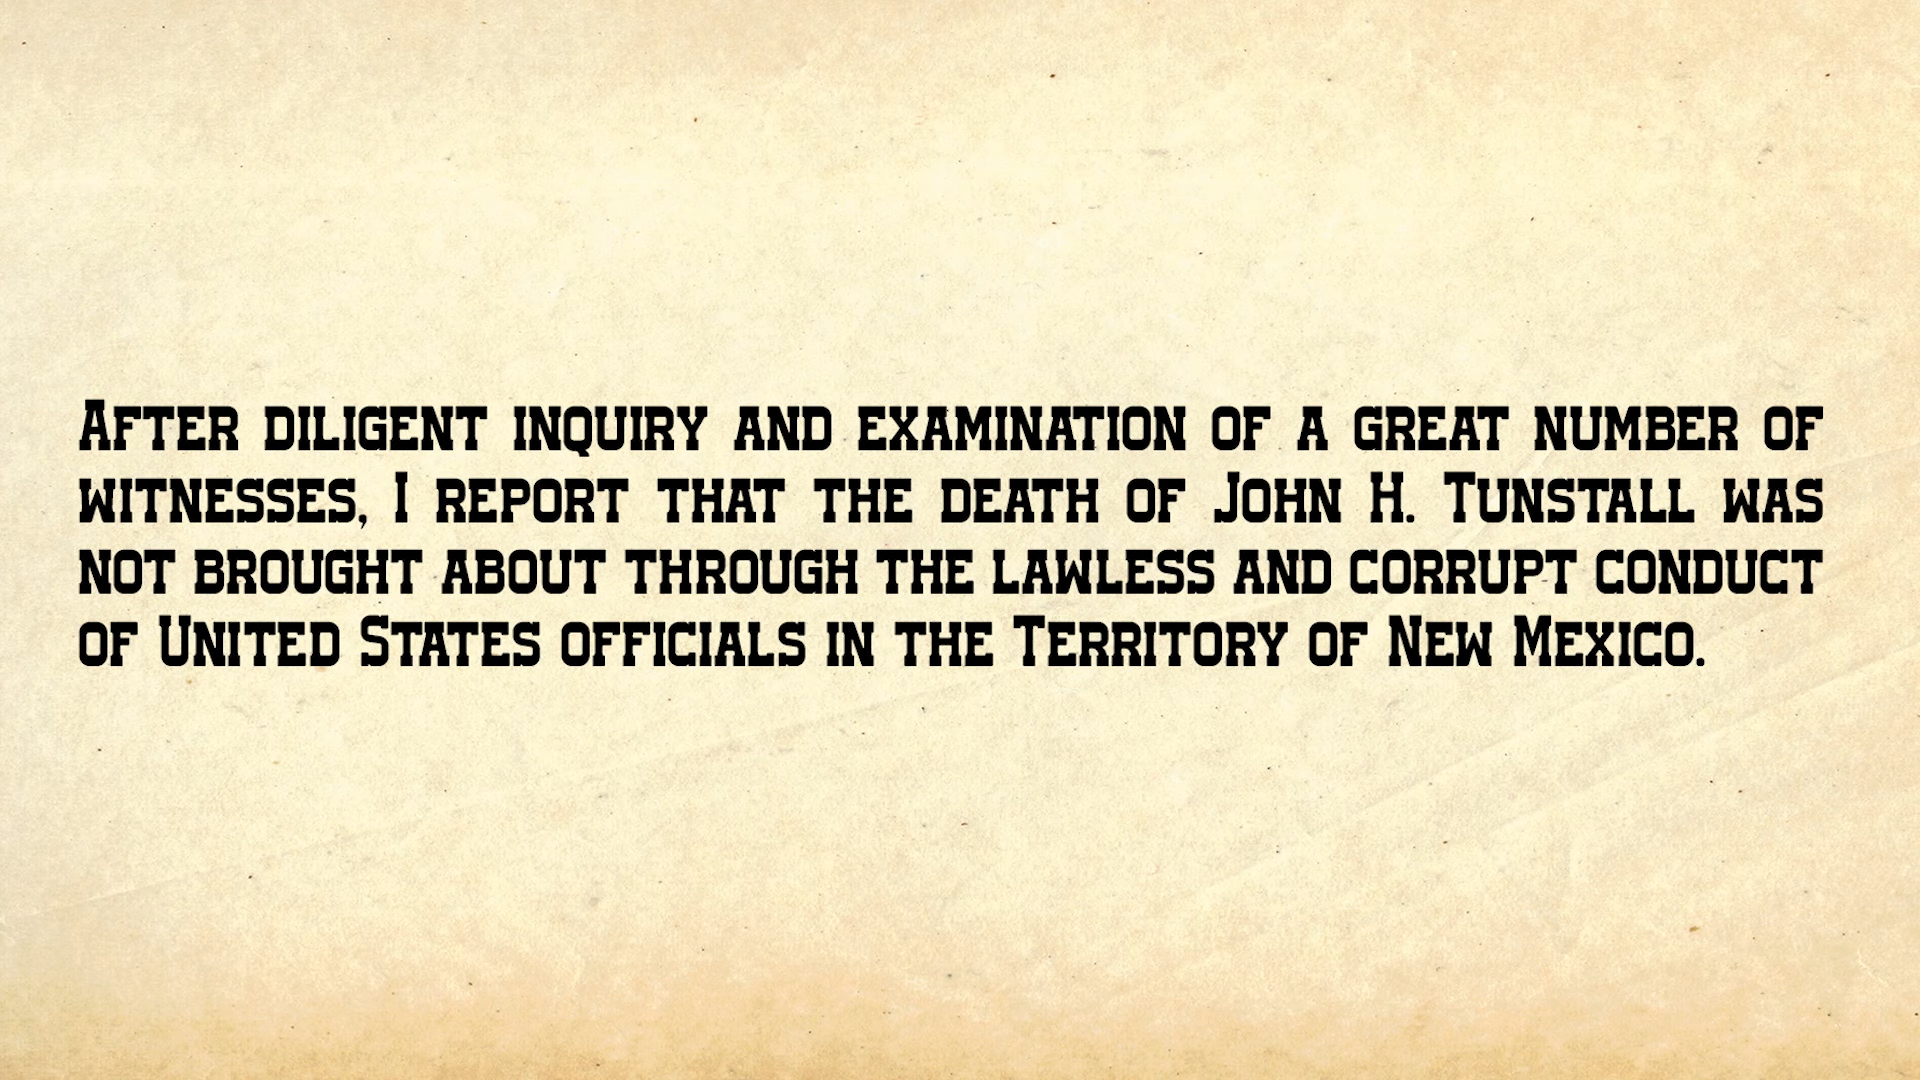 After diligent inquiry and examination of a great number of
witnesses, I report that the death of John H. Tunstall was
not brought about through the lawless and corrupt conduct
of United States officials in the Territory of New Mexico.